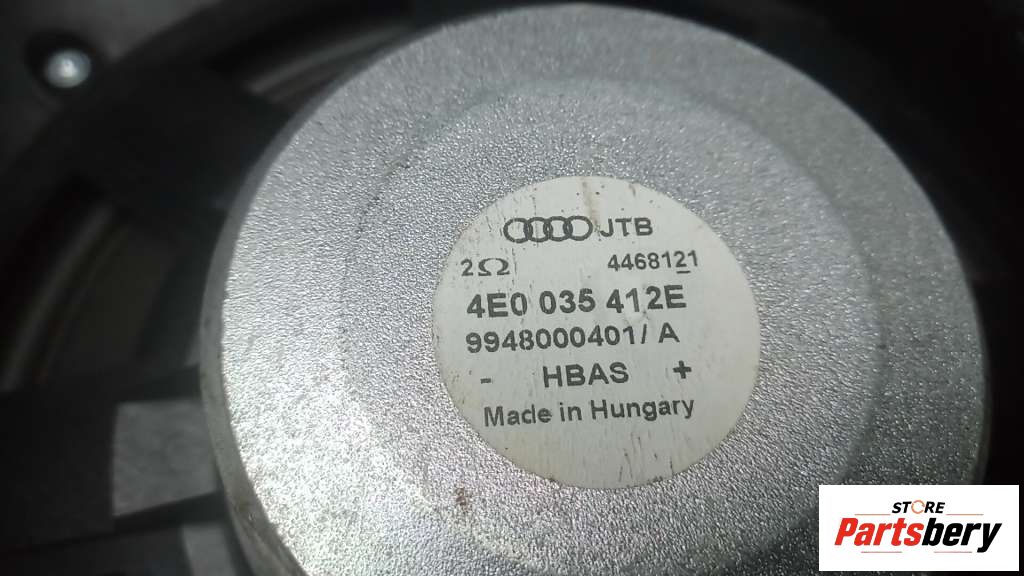 JTB
2Ω 4468121
4E0 035 412E
9948000401/ A
- HBAS +
Made in Hungary
STORE
Partsbery